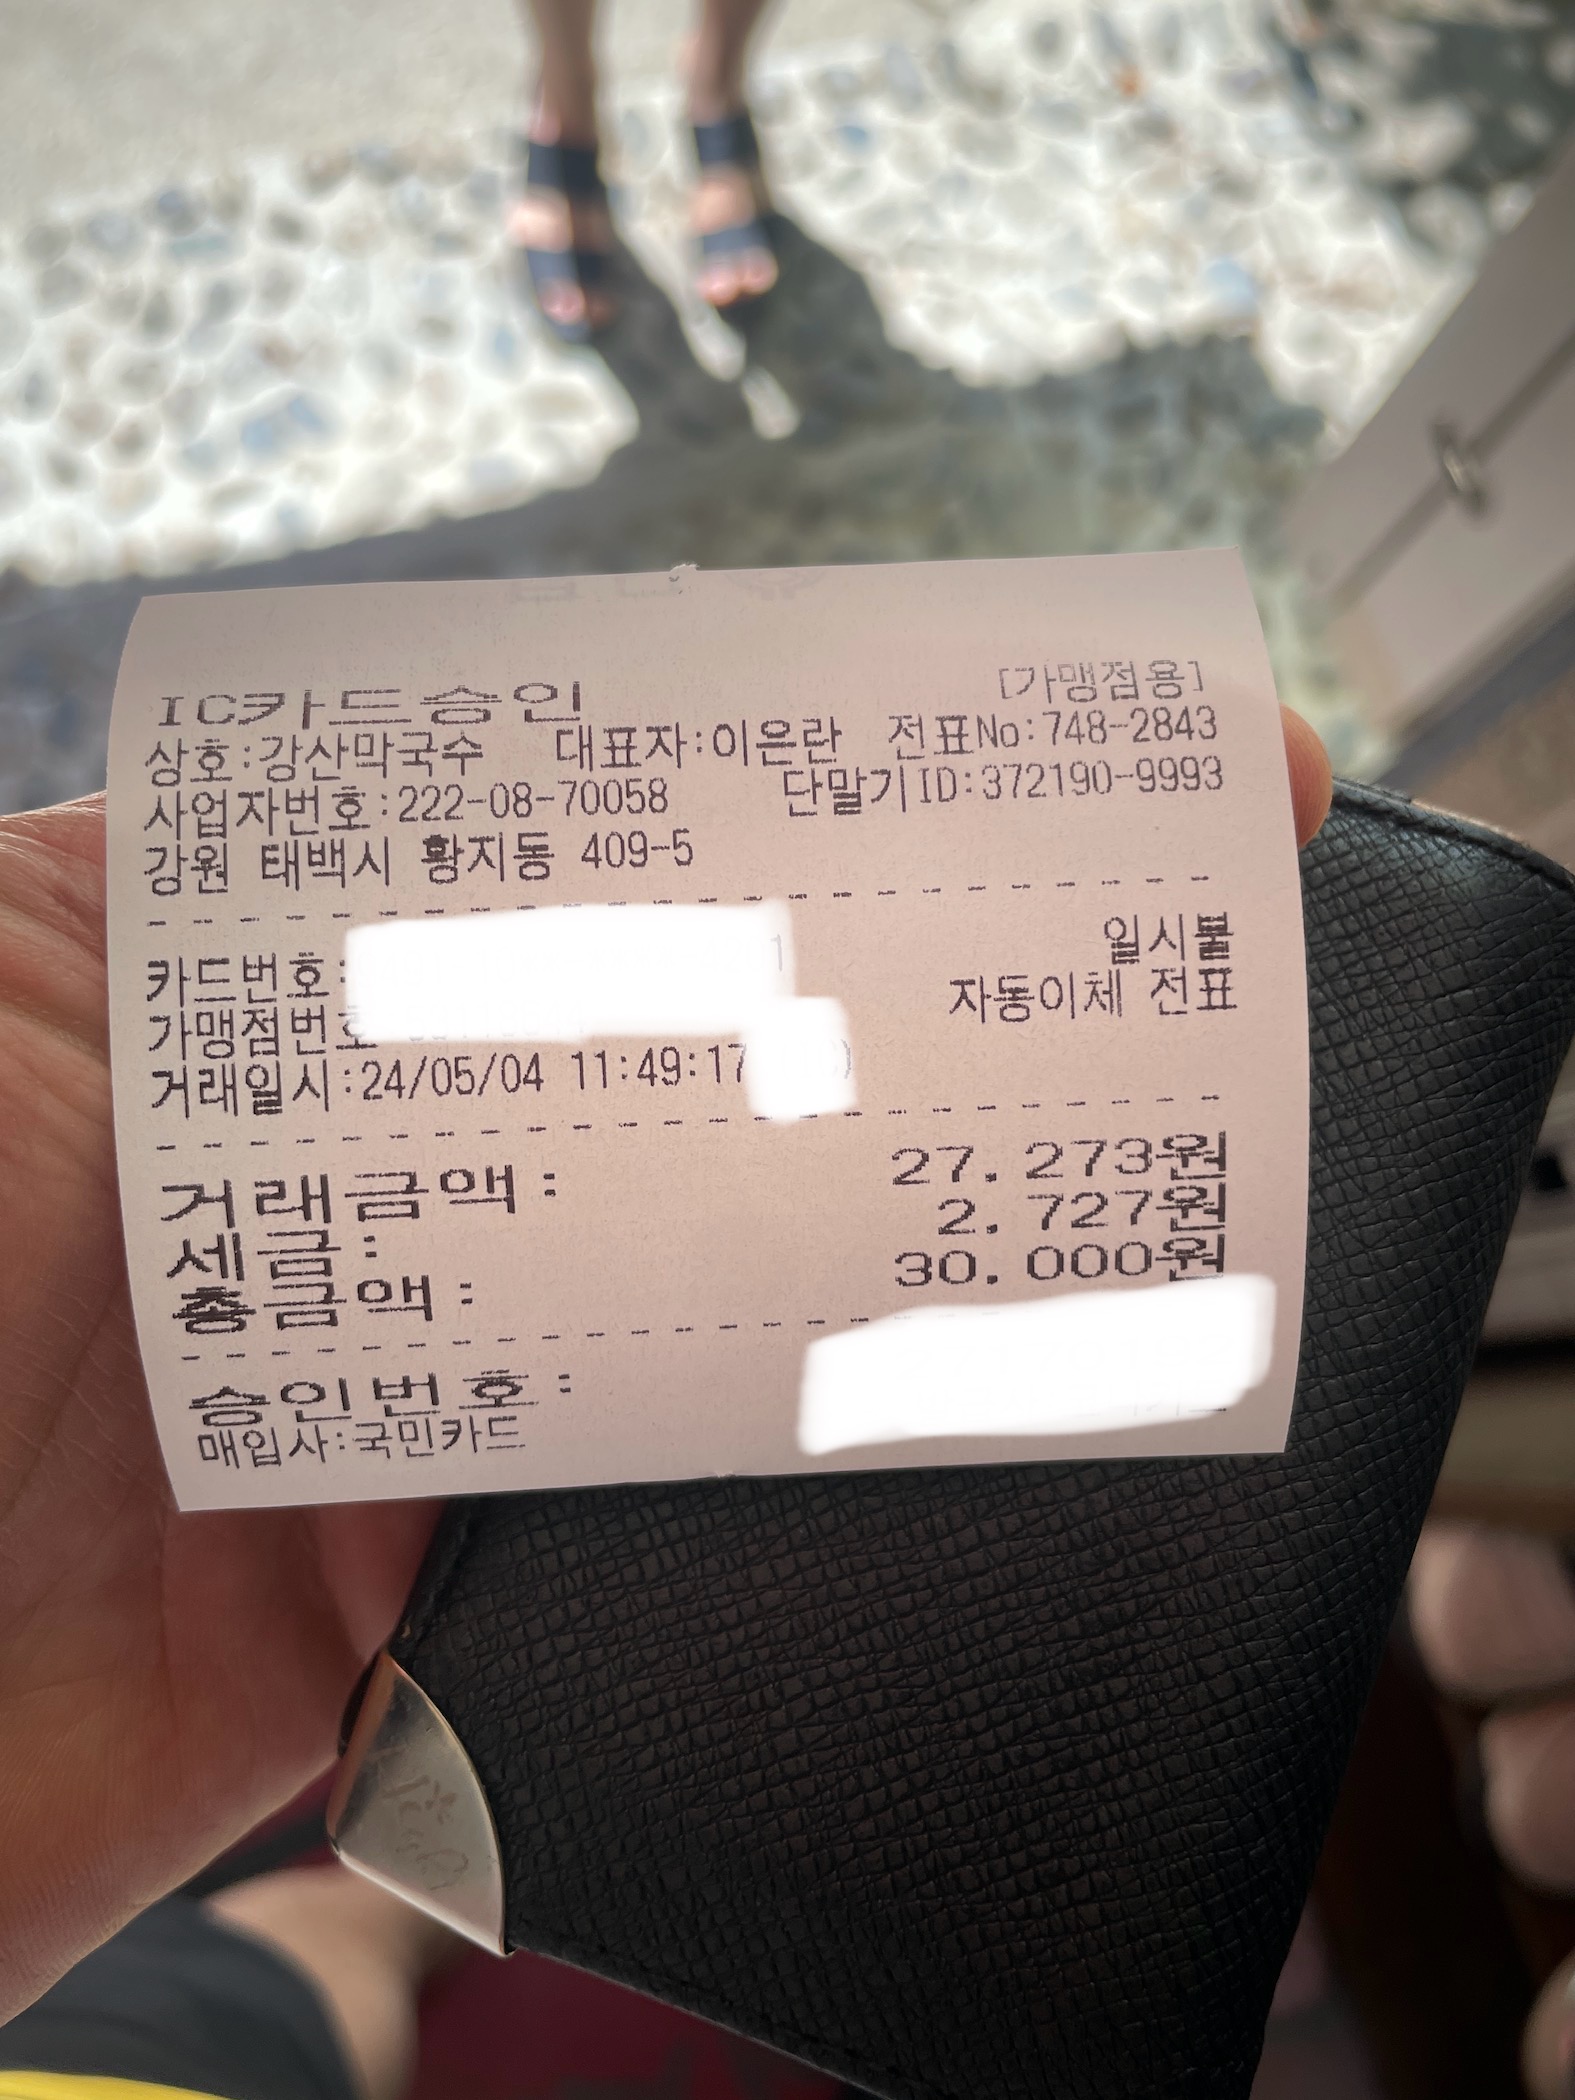 IC카드승인 [가맹점용]
상호:강산막국수 대표자:이은란 전표No:748-2843
사업자번호:222-08-70058 단말기ID:372190-9993
강원 태백시 황지동 409-5
카드번호: 일시불
가맹점번호 자동이체 전표
거래일시:24/05/04 11:49:17
거래금액: 27.273원
세금: 2.727원
총금액: 30.000원
승인번호:
매입사:국민카드